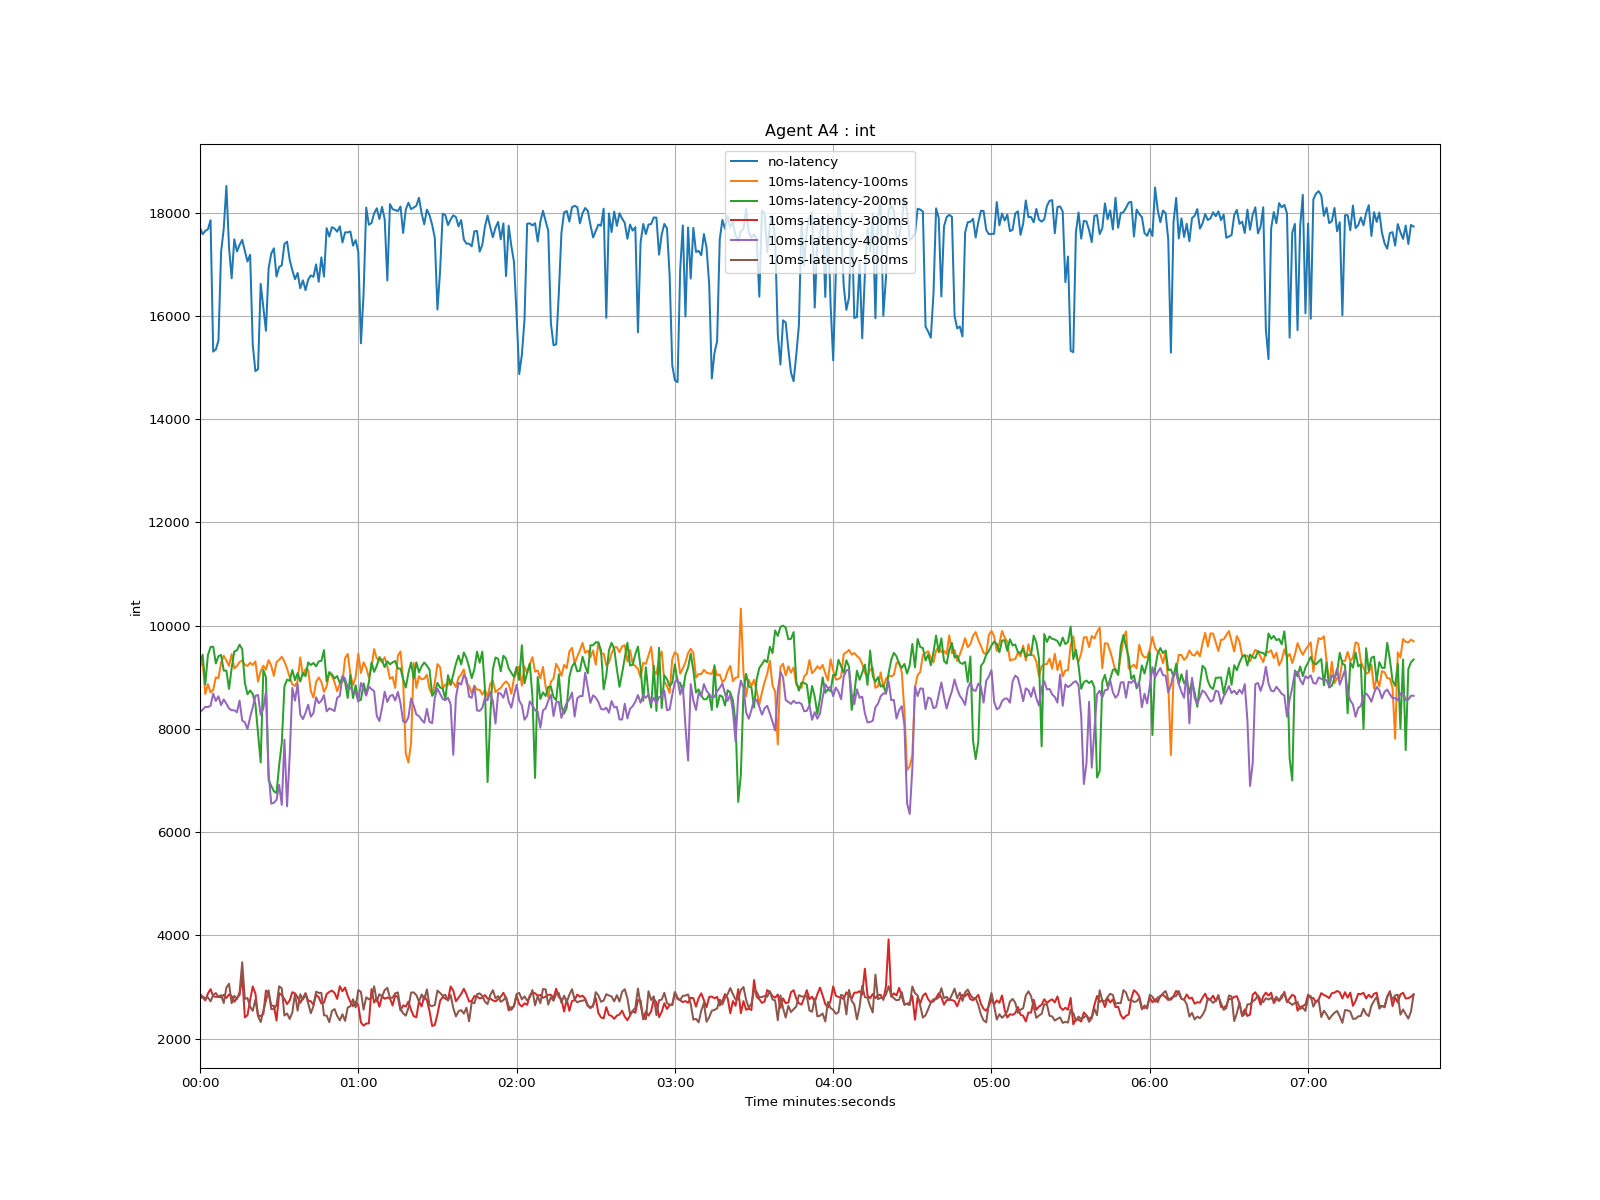 Agent A4 : int
no-latency
10ms-latency-100ms
10ms-latency-200ms
10ms-latency-300ms
10ms-latency-400ms
10ms-latency-500ms
18000
16000
14000
12000
10000
8000
6000
4000
2000
int
00:00 01:00 02:00 03:00 04:00 05:00 06:00 07:00
Time minutes:seconds